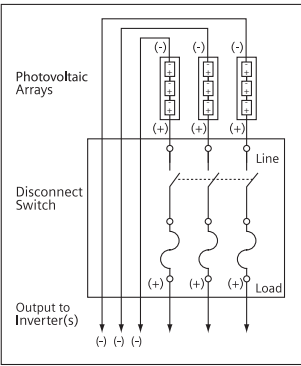 (-) (-) (-)
Photovoltaic
Arrays
- + - + - +
- + - + - +
- + - + - +
(+) (+) (+)
Line
Disconnect
Switch
(+) (+) (+)
Load
Output to
Inverter(s)
(-) (-) (-)